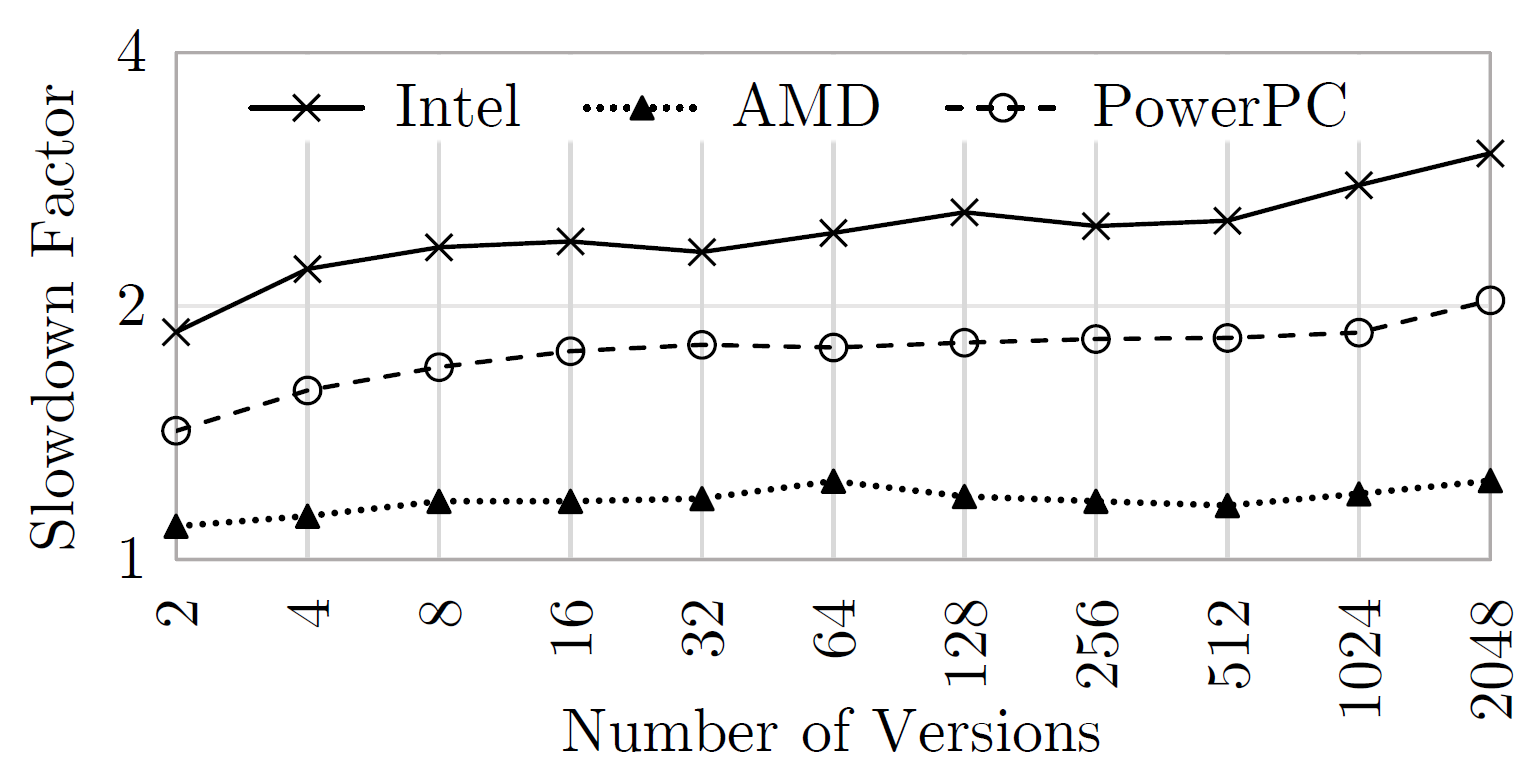 4
Intel AMD PowerPC
Slowdown Factor
2
1
2 4 8 16 32 64 128 256 512 1024 2048
Number of Versions